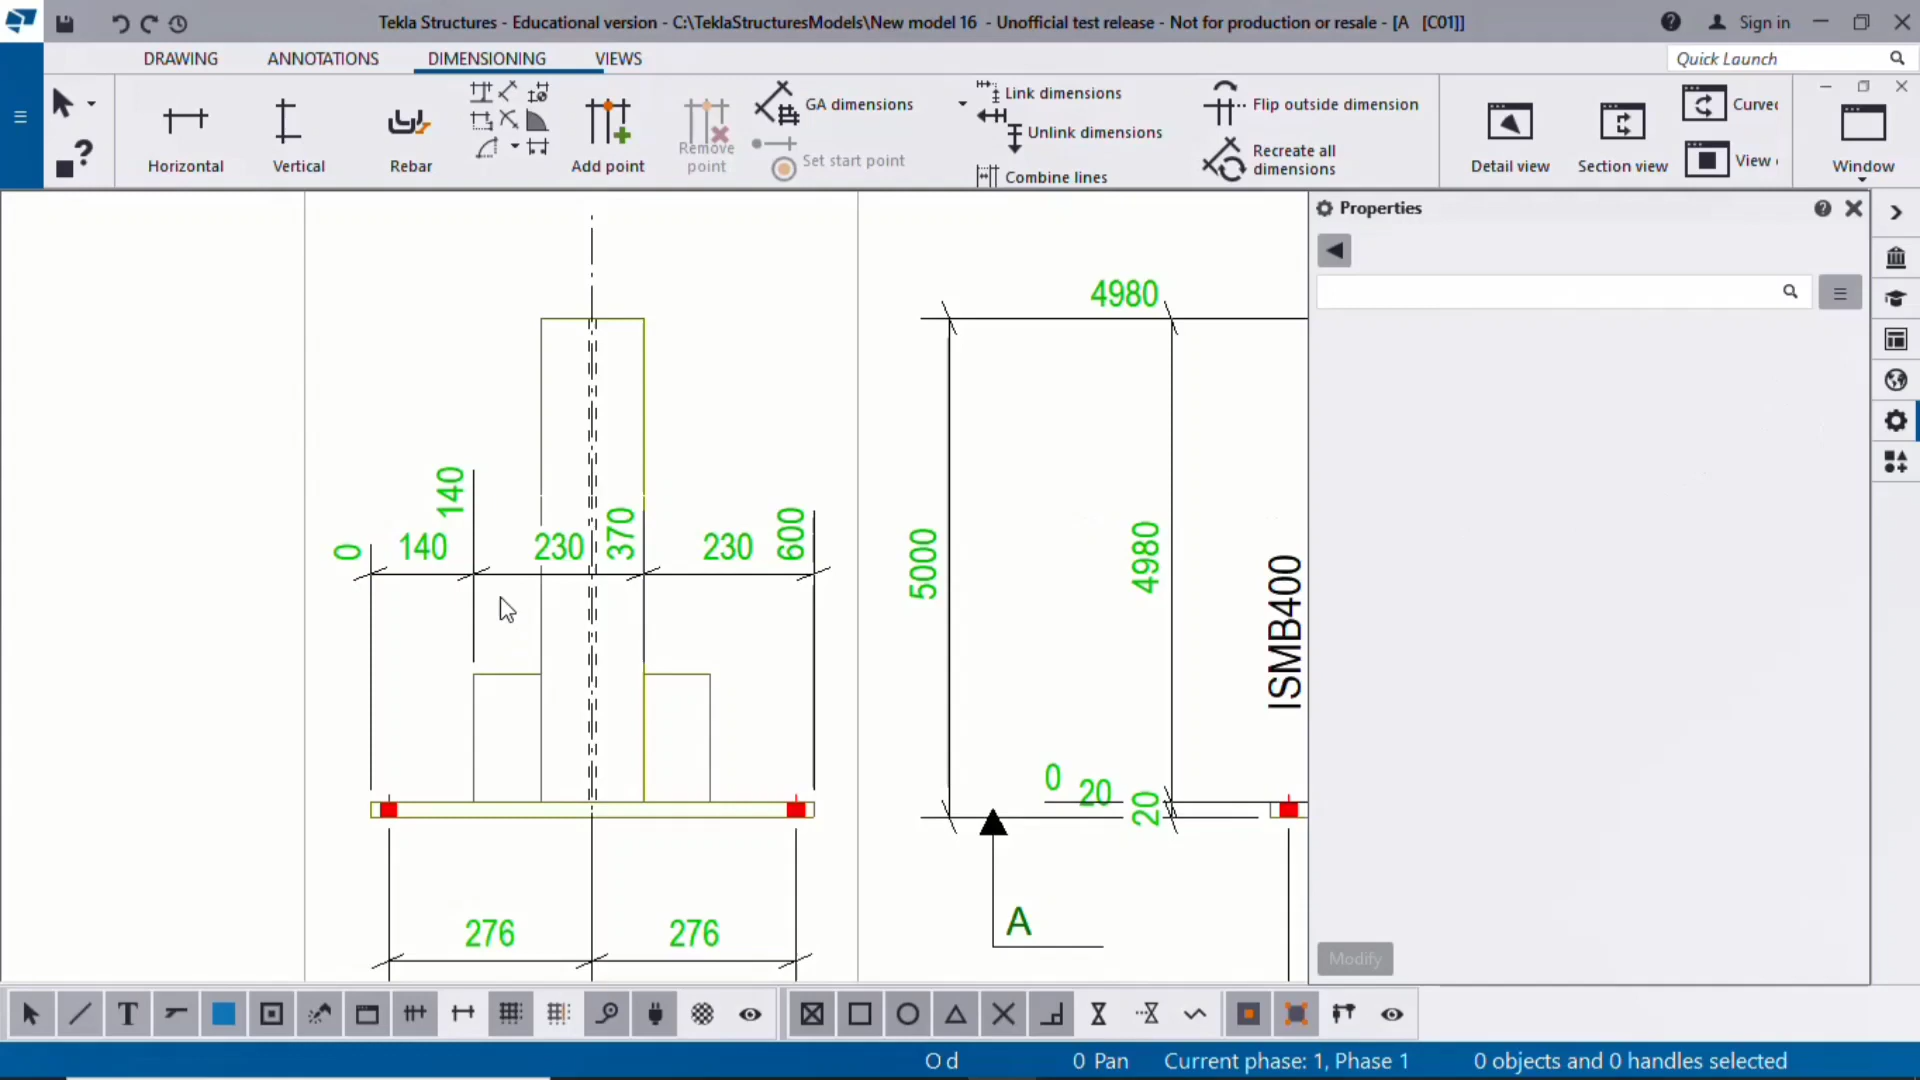 Tekla Structures - Educational version - C:\TeklaStructuresModels\New model 16 - Unofficial test release - Not for production or resale - [A [C01]]
Sign in
DRAWING
ANNOTATIONS
DIMENSIONING
VIEWS
Quick Launch
Horizontal
Vertical
Rebar
Add point
Remove
point
GA dimensions
Set start point
Link dimensions
Unlink dimensions
Combine lines
Flip outside dimension
Recreate all
dimensions
Detail view
Section view
Curved
View
Window
Properties
4980
0
140
140
230
370
230
600
5000
4980
ISMB400
0
20
20
276
276
A
Modify
O d
0 Pan
Current phase: 1, Phase 1
0 objects and 0 handles selected